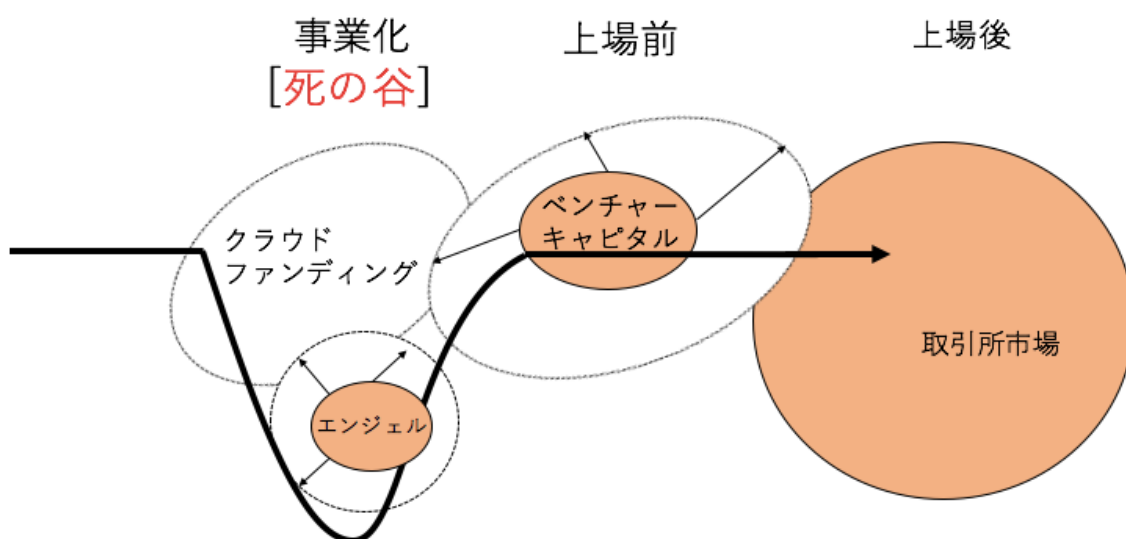 事業化
[死の谷]
上場前
上場後
ベンチャー
キャピタル
クラウド
ファンディング
取引所市場
エンジェル